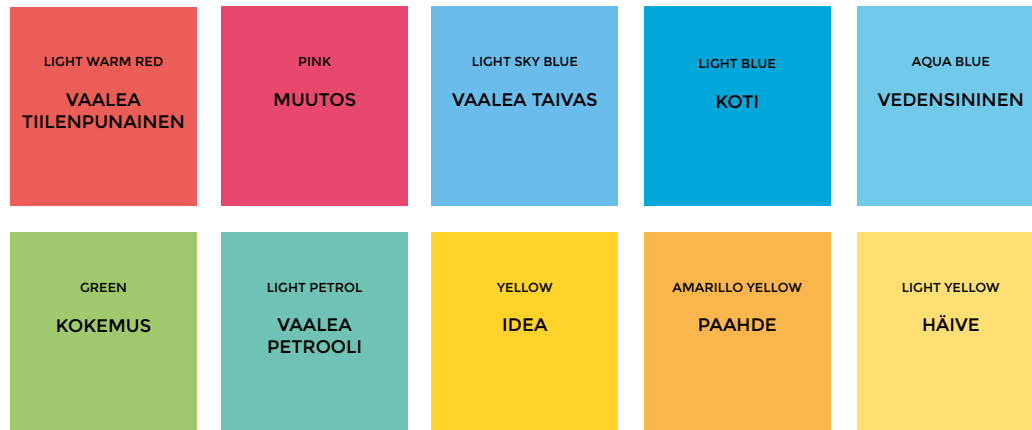 LIGHT WARM RED
VAALEA
TIILENPUNAINEN
PINK
MUUTOS
LIGHT SKY BLUE
VAALEA TAIVAS
LIGHT BLUE
KOTI
AQUA BLUE
VEDENSININEN
GREEN
KOKEMUS
LIGHT PETROL
VAALEA
PETROOLI
YELLOW
IDEA
AMARILLO YELLOW
PAAHDE
LIGHT YELLOW
HÄIVE